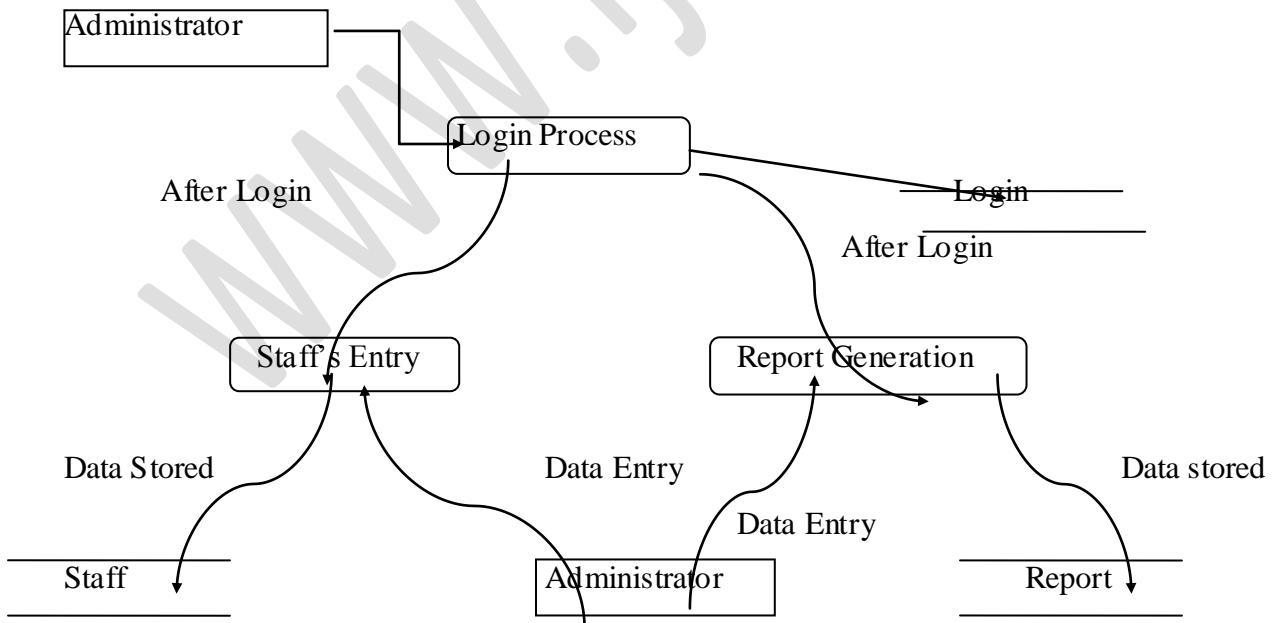 Administrator
Login Process
After Login
Login
After Login
Staff's Entry
Report Generation
Data Stored
Data Entry
Data stored
Data Entry
Staff
Administrator
Report